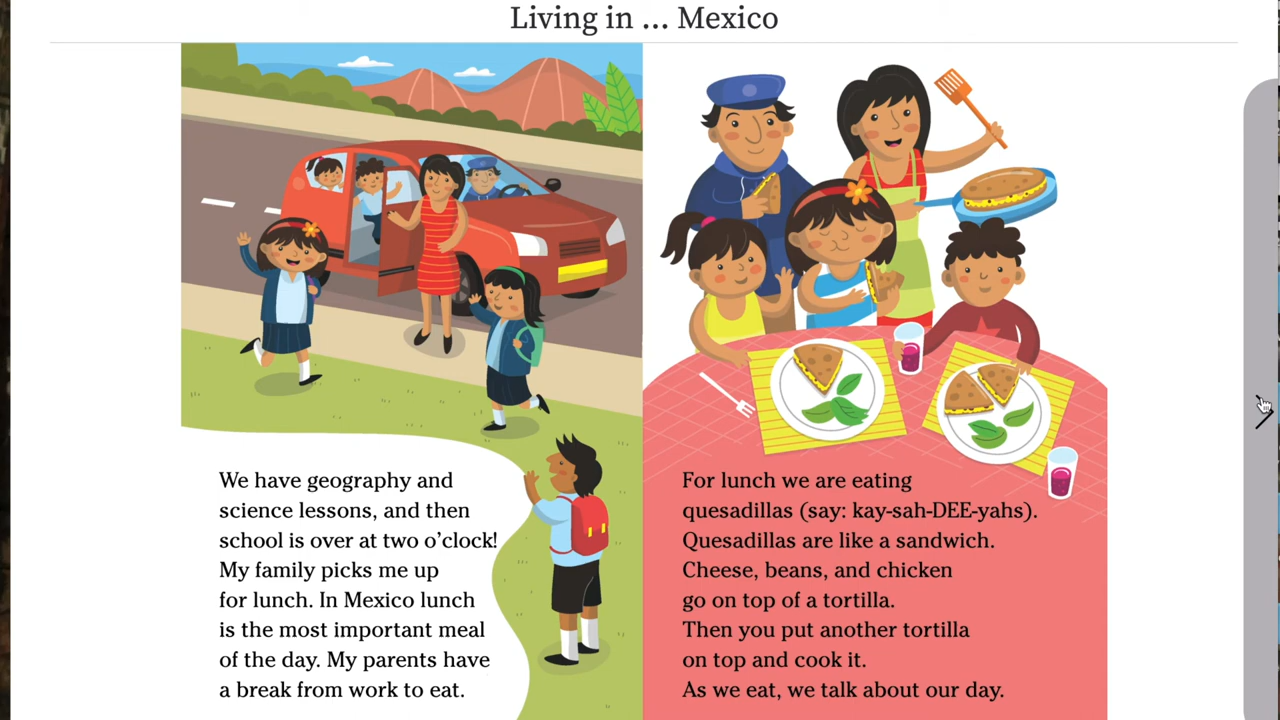 Living in ... Mexico
We have geography and
science lessons, and then
school is over at two o’clock!
My family picks me up
for lunch. In Mexico lunch
is the most important meal
of the day. My parents have
a break from work to eat.
For lunch we are eating
quesadillas (say: kay-sah-DEE-yahs).
Quesadillas are like a sandwich.
Cheese, beans, and chicken
go on top of a tortilla.
Then you put another tortilla
on top and cook it.
As we eat, we talk about our day.